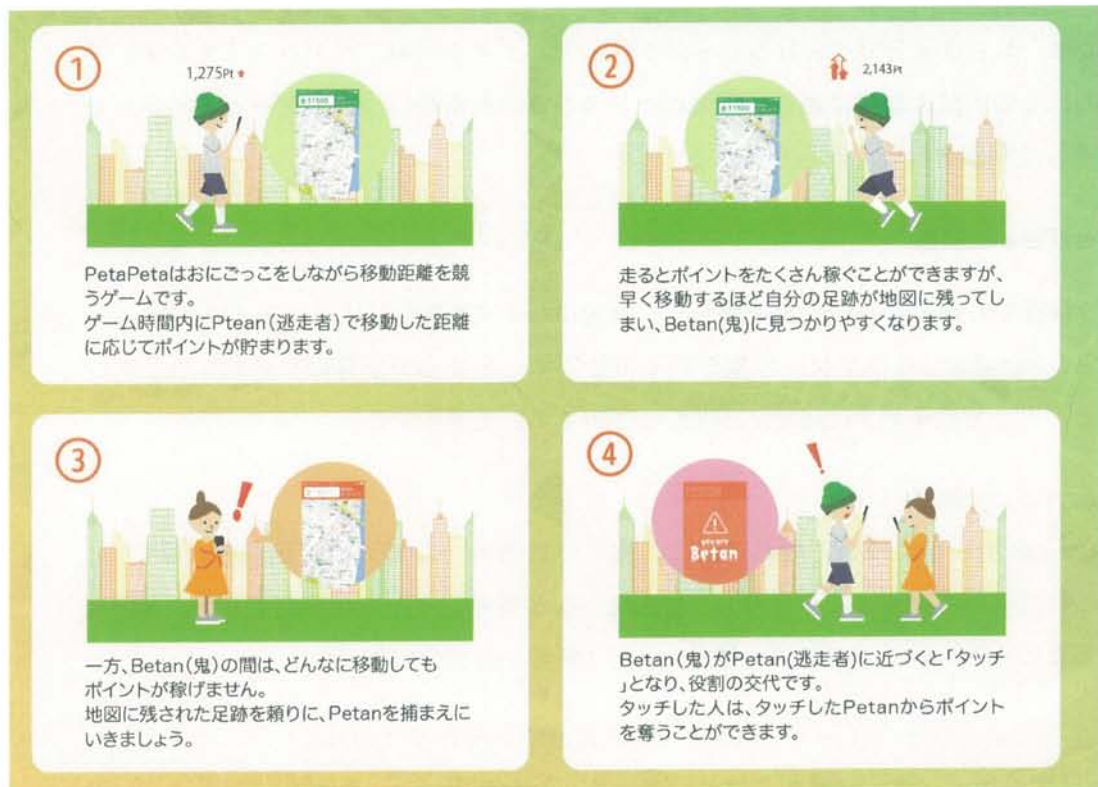 ①
1,275Pt
11500
PetaPetaはおにごっこをしながら移動距離を競
うゲームです。
ゲーム時間内にPtean（逃走者）で移動した距離
に応じてポイントが貯まります。
②
2,143Pt
11500
走るとポイントをたくさん稼ぐことができますが、
早く移動するほど自分の足跡が地図に残ってし
まい、Betan(鬼)に見つかりやすくなります。
③
一方、Betan（鬼）の間は、どんなに移動しても
ポイントが稼げません。
地図に残された足跡を頼りに、Petanを捕まえに
いきましょう。
④
you are
Betan
Betan（鬼）がPetan(逃走者)に近づくと「タッチ
」となり、役割の交代です。
タッチした人は、タッチしたPetanからポイント
を奪うことができます。